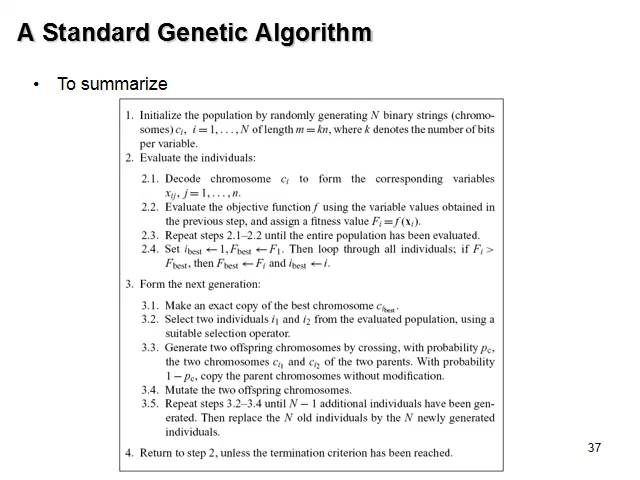 A Standard Genetic Algorithm
• To summarize
1. Initialize the population by randomly generating N binary strings (chromo-
somes) cᵢ, i = 1, . . . , N of length m = kn, where k denotes the number of bits
per variable.
2. Evaluate the individuals:
2.1. Decode chromosome cᵢ to form the corresponding variables
xᵢⱼ, j = 1, . . . , n.
2.2. Evaluate the objective function f using the variable values obtained in
the previous step, and assign a fitness value Fᵢ = f(xᵢ).
2.3. Repeat steps 2.1–2.2 until the entire population has been evaluated.
2.4. Set i_best ← 1, F_best ← F₁. Then loop through all individuals; if Fᵢ >
F_best, then F_best ← Fᵢ and i_best ← i.
3. Form the next generation:
3.1. Make an exact copy of the best chromosome c_{i_best}.
3.2. Select two individuals i₁ and i₂ from the evaluated population, using a
suitable selection operator.
3.3. Generate two offspring chromosomes by crossing, with probability p_c,
the two chromosomes c_{i₁} and c_{i₂} of the two parents. With probability
1 − p_c, copy the parent chromosomes without modification.
3.4. Mutate the two offspring chromosomes.
3.5. Repeat steps 3.2–3.4 until N − 1 additional individuals have been gen-
erated. Then replace the N old individuals by the N newly generated
individuals.
4. Return to step 2, unless the termination criterion has been reached.
37